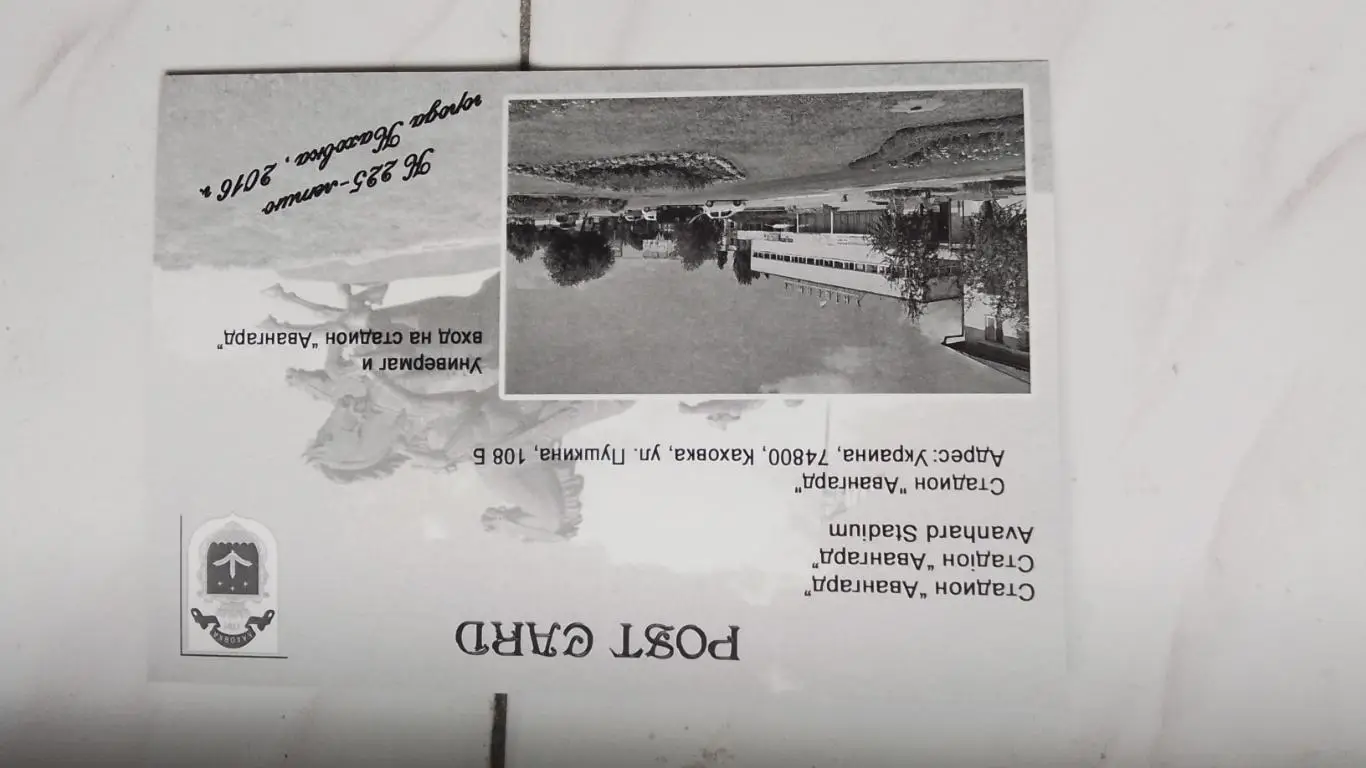 POST CARD
КАХОВКА
Стадион "Авангард"
Стадіон "Авангард"
Avanhard Stadium
Стадион "Авангард"
Адрес: Украина, 74800, Каховка, ул. Пушкина, 108 Б
Универмаг и
вход на стадион "Авангард"
К 225-летию
города Каховка, 2016 г.